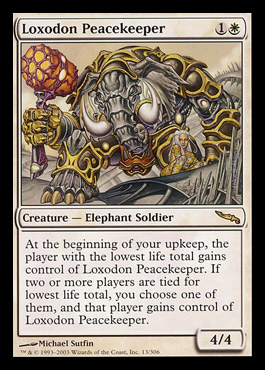 Loxodon Peacekeeper 1
Creature — Elephant Soldier
At the beginning of your upkeep, the
player with the lowest life total gains
control of Loxodon Peacekeeper. If
two or more players are tied for
lowest life total, you choose one of
them, and that player gains control of
Loxodon Peacekeeper.
4/4
Michael Sutfin
™ & © 1993–2003 Wizards of the Coast, Inc. 13/306